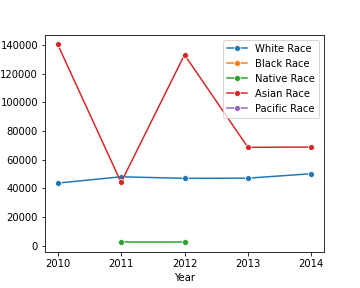 140000
120000
100000
80000
60000
40000
20000
0
White Race
Black Race
Native Race
Asian Race
Pacific Race
2010 2011 2012 2013 2014
Year